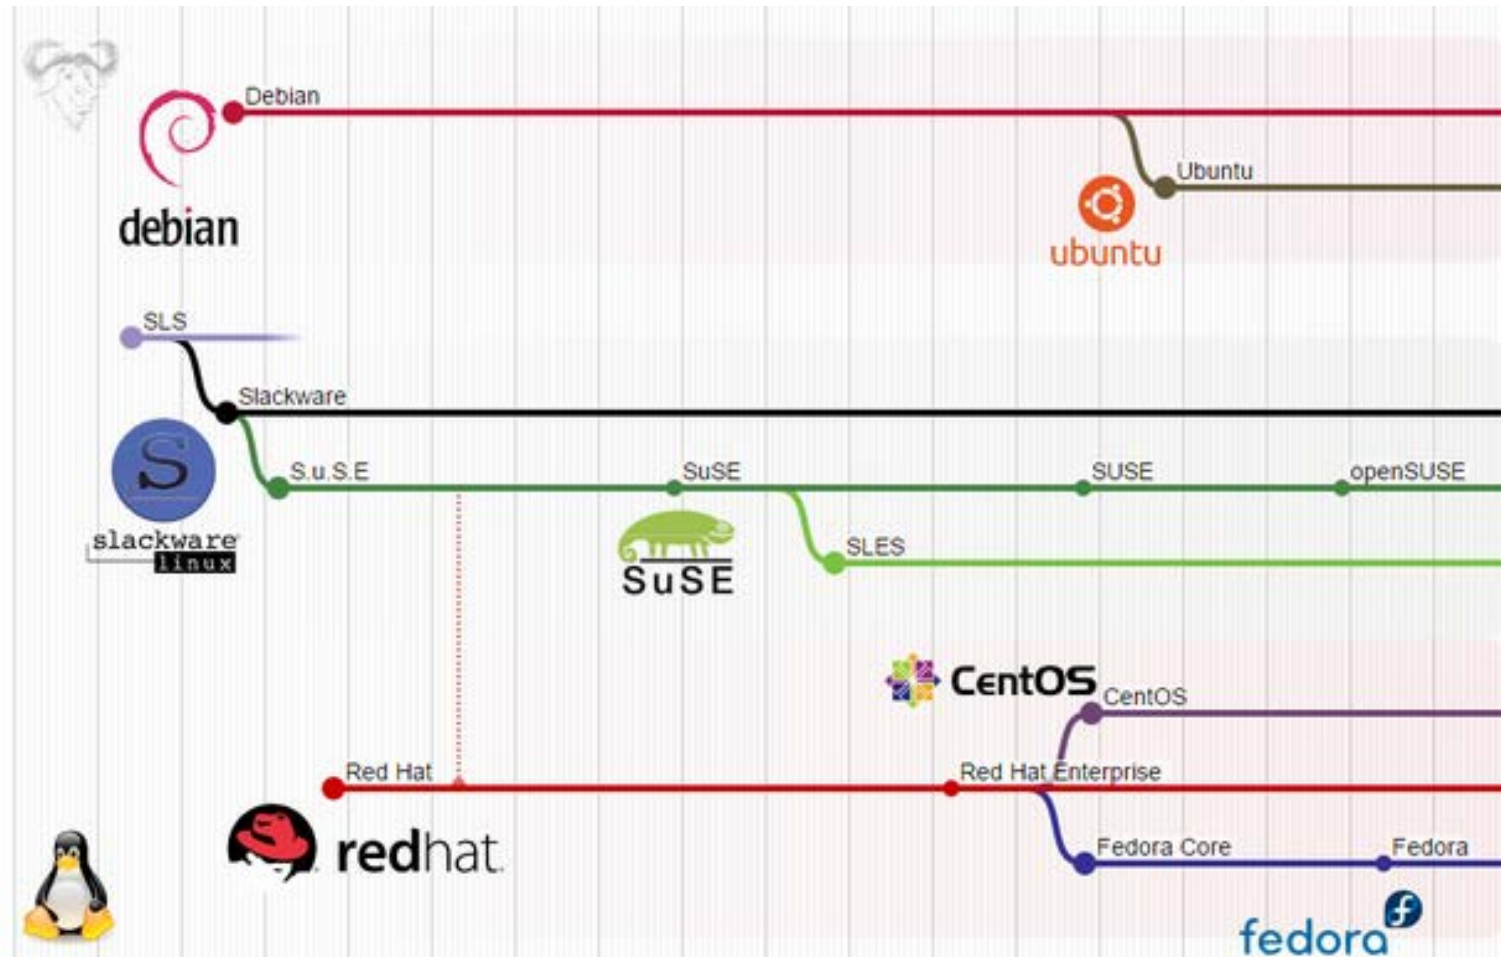 Debian
debian
Ubuntu
ubuntu
SLS
Slackware
S
slackware
linux
S.u.S.E
SuSE
SUSE
openSUSE
SuSE
SLES
CentOS
CentOS
Red Hat
Red Hat Enterprise
redhat.
Fedora Core
Fedora
fedora